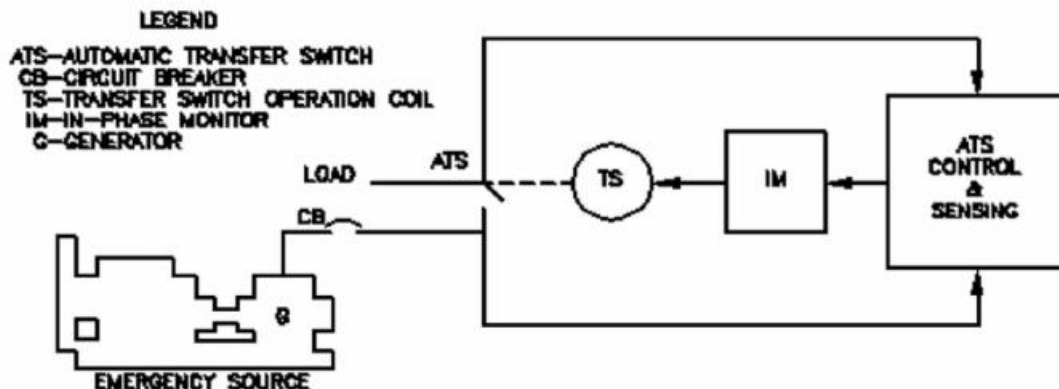 LEGEND
ATS-AUTOMATIC TRANSFER SWITCH
CB-CIRCUIT BREAKER
TS-TRANSFER SWITCH OPERATION COIL
IM-IN-PHASE MONITOR
G-GENERATOR
ATS
LOAD
TS
IM
ATS
CONTROL
&
SENSING
CB
G
EMERGENCY SOURCE